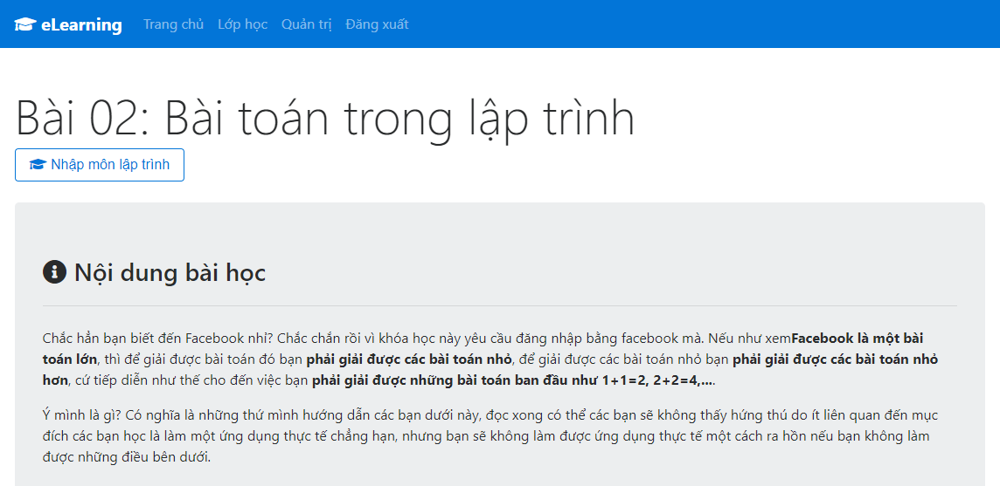 eLearning Trang chủ Lớp học Quản trị Đăng xuất
Bài 02: Bài toán trong lập trình
Nhập môn lập trình
Nội dung bài học
Chắc hẳn bạn biết đến Facebook nhỉ? Chắc chắn rồi vì khóa học này yêu cầu đăng nhập bằng facebook mà. Nếu như xemFacebook là một bài
toán lớn, thì để giải được bài toán đó bạn phải giải được các bài toán nhỏ, để giải được các bài toán nhỏ bạn phải giải được các bài toán nhỏ
hơn, cứ tiếp diễn như thế cho đến việc bạn phải giải được những bài toán ban đầu như 1+1=2, 2+2=4,....
Ý mình là gì? Có nghĩa là những thứ mình hướng dẫn các bạn dưới này, đọc xong có thể các bạn sẽ không thấy hứng thú do ít liên quan đến mục
đích các bạn học là làm một ứng dụng thực tế chẳng hạn, nhưng bạn sẽ không làm được ứng dụng thực tế một cách ra hồn nếu bạn không làm
được những điều bên dưới.